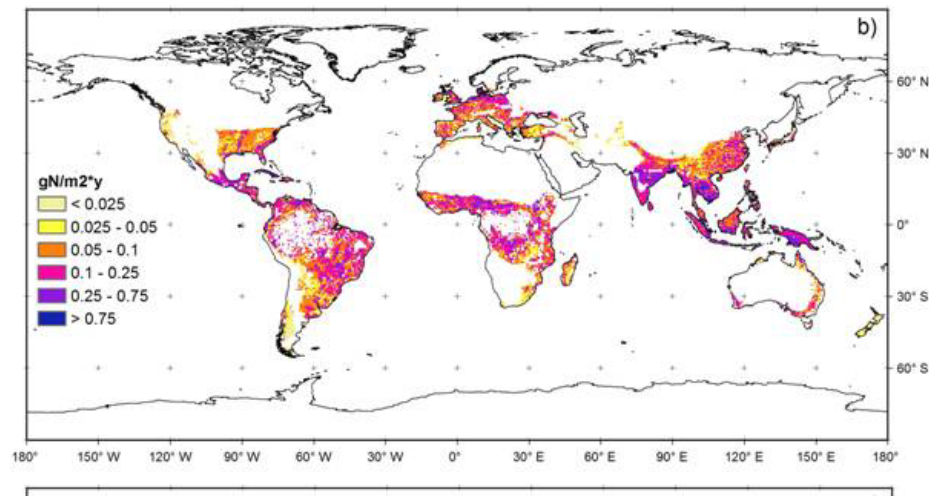 b)
60° N
30° N
0°
30° S
60° S
gN/m2*y
< 0.025
0.025 - 0.05
0.05 - 0.1
0.1 - 0.25
0.25 - 0.75
> 0.75
180° 150° W 120° W 90° W 60° W 30° W 0° 30° E 60° E 90° E 120° E 150° E 180°